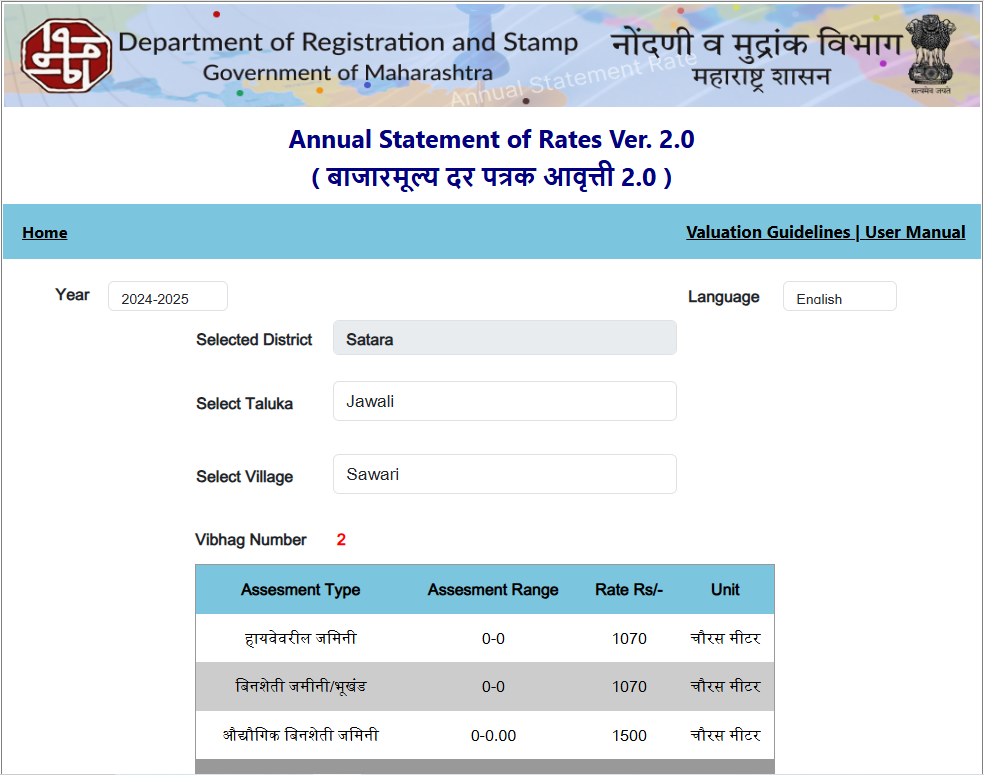 Department of Registration and Stamp
Government of Maharashtra
नोंदणी व मुद्रांक विभाग
महाराष्ट्र शासन
सत्यमेव जयते
Annual Statement Rate
Annual Statement of Rates Ver. 2.0
( बाजारमूल्य दर पत्रक आवृत्ती 2.0 )
Home
Valuation Guidelines | User Manual
Year 2024-2025
Language English
Selected District Satara
Select Taluka Jawali
Select Village Sawari
Vibhag Number 2
Assesment Type Assesment Range Rate Rs/- Unit
हायवेवरील जमिनी 0-0 1070 चौरस मीटर
बिनशेती जमीनी/भूखंड 0-0 1070 चौरस मीटर
औद्यौगिक बिनशेती जमिनी 0-0.00 1500 चौरस मीटर